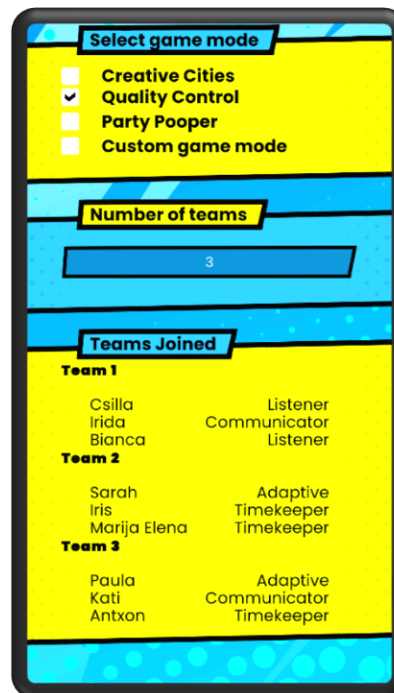 Select game mode
Creative Cities
Quality Control
Party Pooper
Custom game mode
Number of teams
3
Teams Joined
Team 1
Csilla Listener
Irida Communicator
Bianca Listener
Team 2
Sarah Adaptive
Iris Timekeeper
Marija Elena Timekeeper
Team 3
Paula Adaptive
Kati Communicator
Antxon Timekeeper